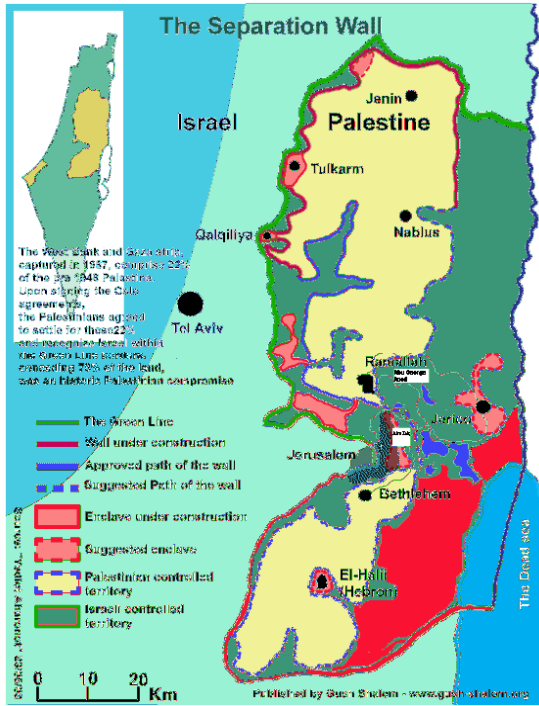 The Separation Wall
Israel
Palestine
Jenin
Tulkarm
Qalqiliya
Nablus
The West Bank and Gaza strip,
captured in 1967, comprise 22%
of the pre 1948 Palestine.
Upon signing the Oslo
agreements,
the Palestinians agreed
to settle for these 22%
and recognize Israel within
the Green Line
conceding 78% of the land,
was an historic Palestinian compromise
Tel Aviv
Ramallah
Jerico
Jerusalem
Bethlehem
El-Halil
(Hebron)
The Dead sea
The Green Line
Wall under construction
Approved path of the wall
Suggested Path of the wall
Enclave under construction
Suggested enclave
Palestinian controlled
territory
Israeli controlled
territory
0 10 20
Km
Published by Gush Shalom - www.gush-shalom.org